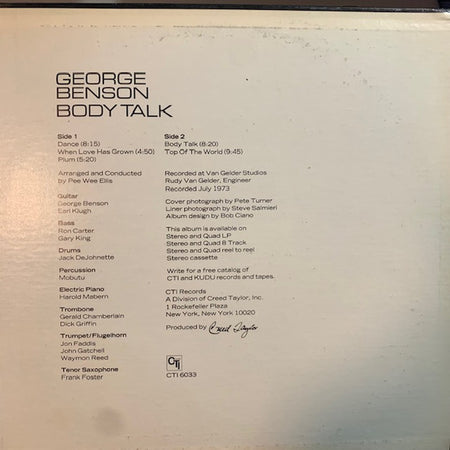 GEORGE
BENSON
BODY TALK
Side 1
Dance (8:15)
When Love Has Grown (4:50)
Plum (5:20)
Side 2
Body Talk (8:20)
Top Of The World (9:45)
Arranged and Conducted
by Pee Wee Ellis
Guitar
George Benson
Earl Klugh
Bass
Ron Carter
Gary King
Drums
Jack DeJohnette
Percussion
Mobutu
Electric Piano
Harold Mabern
Trombone
Gerald Chamberlain
Dick Griffin
Trumpet/Flugelhorn
Jon Faddis
John Gatchell
Waymon Reed
Tenor Saxophone
Frank Foster
Recorded at Van Gelder Studios
Rudy Van Gelder, Engineer
Recorded July 1973
Cover photograph by Pete Turner
Liner photograph by Steve Salmieri
Album design by Bob Ciano
This album is available on
Stereo and Quad LP
Stereo and Quad 8 Track
Stereo and Quad reel to reel
Stereo cassette
Write for a free catalog of
CTI and KUDU records and tapes.
CTI Records
A Division of Creed Taylor, Inc.
1 Rockefeller Plaza
New York, New York 10020
Produced by Creed Taylor
CTi
CTI 6033